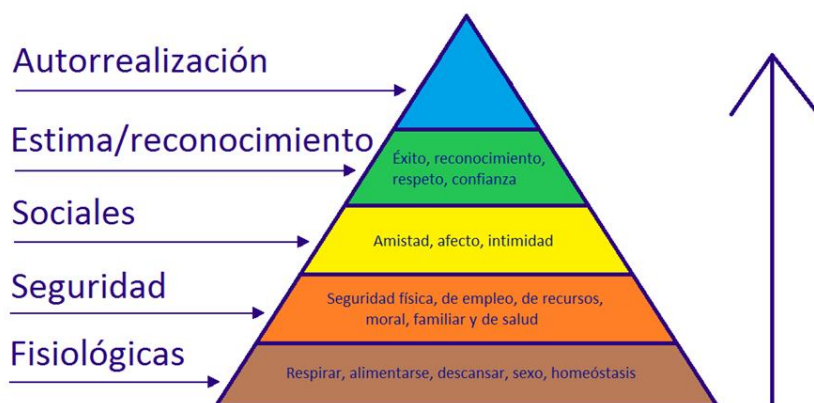 Autorrealización
Estima/reconocimiento
Éxito, reconocimiento,
respeto, confianza
Sociales
Amistad, afecto, intimidad
Seguridad
Seguridad física, de empleo, de recursos,
moral, familiar y de salud
Fisiológicas
Respirar, alimentarse, descansar, sexo, homeóstasis